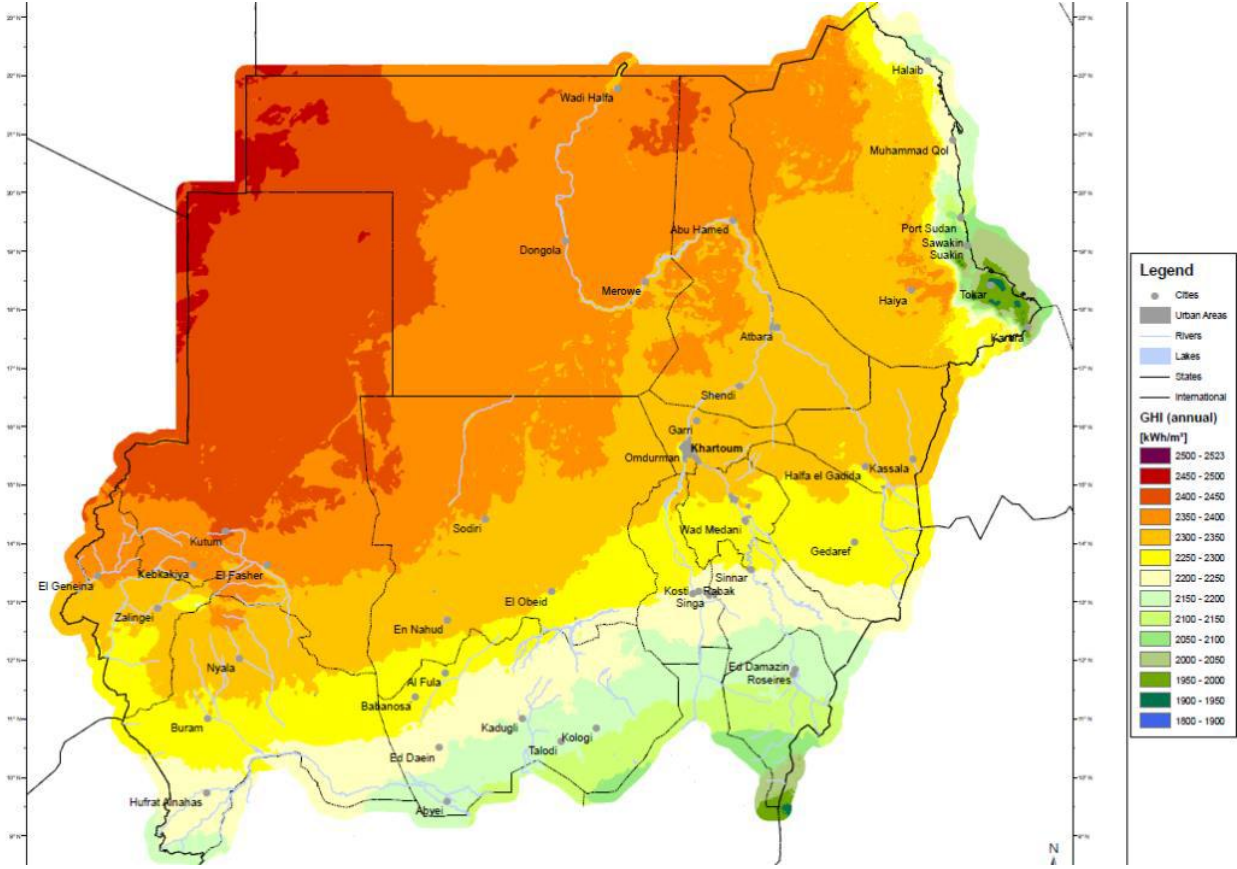 Halaib
Wadi Halfa
Muhammad Qol
Port Sudan
Abu Hamed
Sawakin
Suakin
Dongola
Merowe
Haiya
Tokar
Atbara
Shendi
Garri
Khartoum
Omdurman
Kassala
Halfa el Gadida
Sodiri
Wad Medani
Kutum
Gedaref
Kebkakiya
El Fasher
El Geneina
Sinnar
Kosti
Rabak
El Obeid
Singa
Zalingei
En Nahud
Nyala
Ed Damazin
Roseires
Al Fula
Babanosa
Buram
Kadugli
Kologi
Talodi
Ed Daein
Hufrat Alnahas
Abyei
N
Legend
Cities
Urban Areas
Rivers
Lakes
States
International
GHI (annual)
[kWh/m²]
2500 - 2523
2450 - 2500
2400 - 2450
2350 - 2400
2300 - 2350
2250 - 2300
2200 - 2250
2150 - 2200
2100 - 2150
2050 - 2100
2000 - 2050
1950 - 2000
1900 - 1950
1800 - 1900